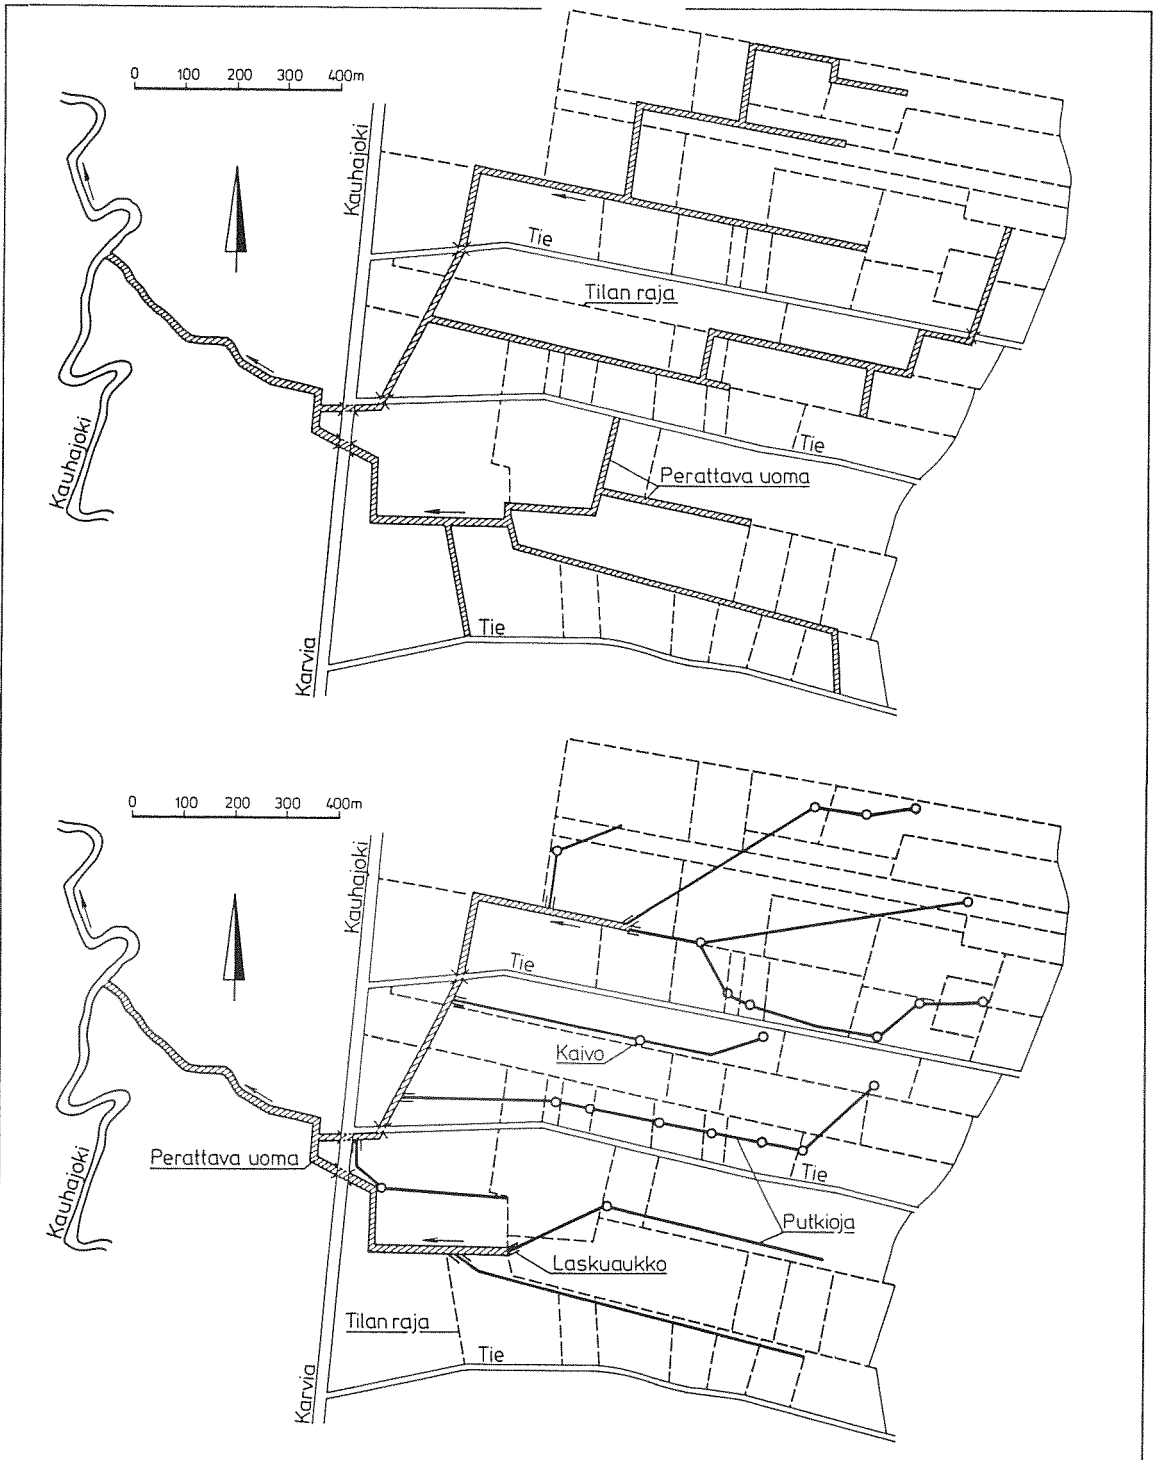 0 100 200 300 400m
Kauhajoki
Tie
Tilan raja
Kauhajoki
Tie
Perattava uoma
Tie
Karvia
0 100 200 300 400m
Kauhajoki
Tie
Kaivo
Perattava uoma
Tie
Kauhajoki
Putkioja
Laskuaukko
Tilan raja
Tie
Karvia